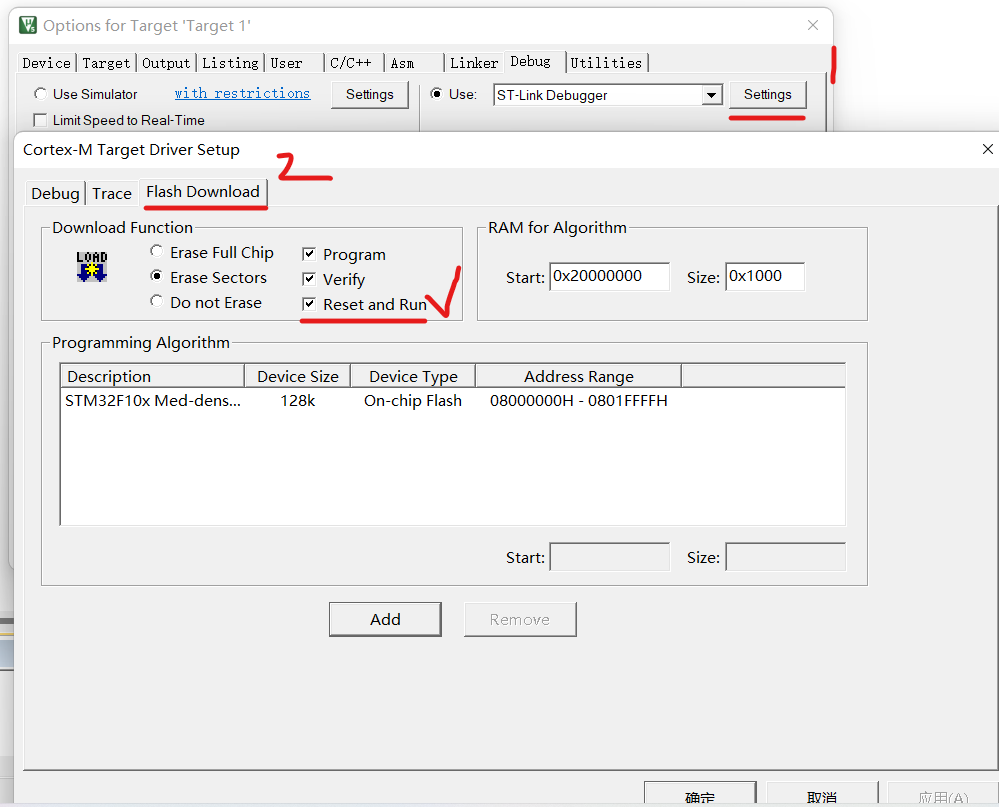 Options for Target 'Target 1'
Device Target Output Listing User C/C++ Asm Linker Debug Utilities
Use Simulator with restrictions Settings Use: ST-Link Debugger Settings
1
Limit Speed to Real-Time
Cortex-M Target Driver Setup
2
Debug Trace Flash Download
Download Function
LOAD
Erase Full Chip
Erase Sectors
Do not Erase
Program
Verify
Reset and Run
RAM for Algorithm
Start: 0x20000000 Size: 0x1000
Programming Algorithm
Description Device Size Device Type Address Range
STM32F10x Med-dens... 128k On-chip Flash 08000000H - 0801FFFFH
Start: Size:
Add Remove
确定 取消 应用(A)